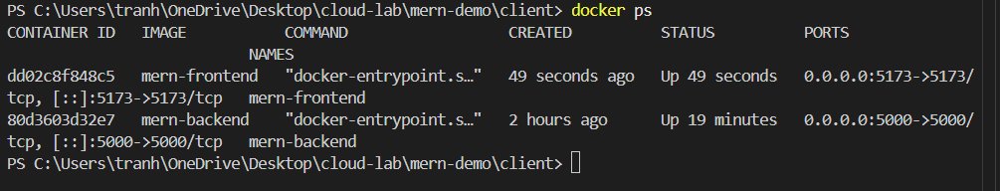 PS C:\Users\tranh\OneDrive\Desktop\cloud-lab\mern-demo\client> docker ps
CONTAINER ID   IMAGE           COMMAND                  CREATED          STATUS          PORTS
                         NAMES
dd02c8f848c5   mern-frontend   "docker-entrypoint.s…"   49 seconds ago   Up 49 seconds   0.0.0.0:5173->5173/
tcp, [::]:5173->5173/tcp   mern-frontend
80d3603d32e7   mern-backend    "docker-entrypoint.s…"   2 hours ago      Up 19 minutes   0.0.0.0:5000->5000/
tcp, [::]:5000->5000/tcp   mern-backend
PS C:\Users\tranh\OneDrive\Desktop\cloud-lab\mern-demo\client>